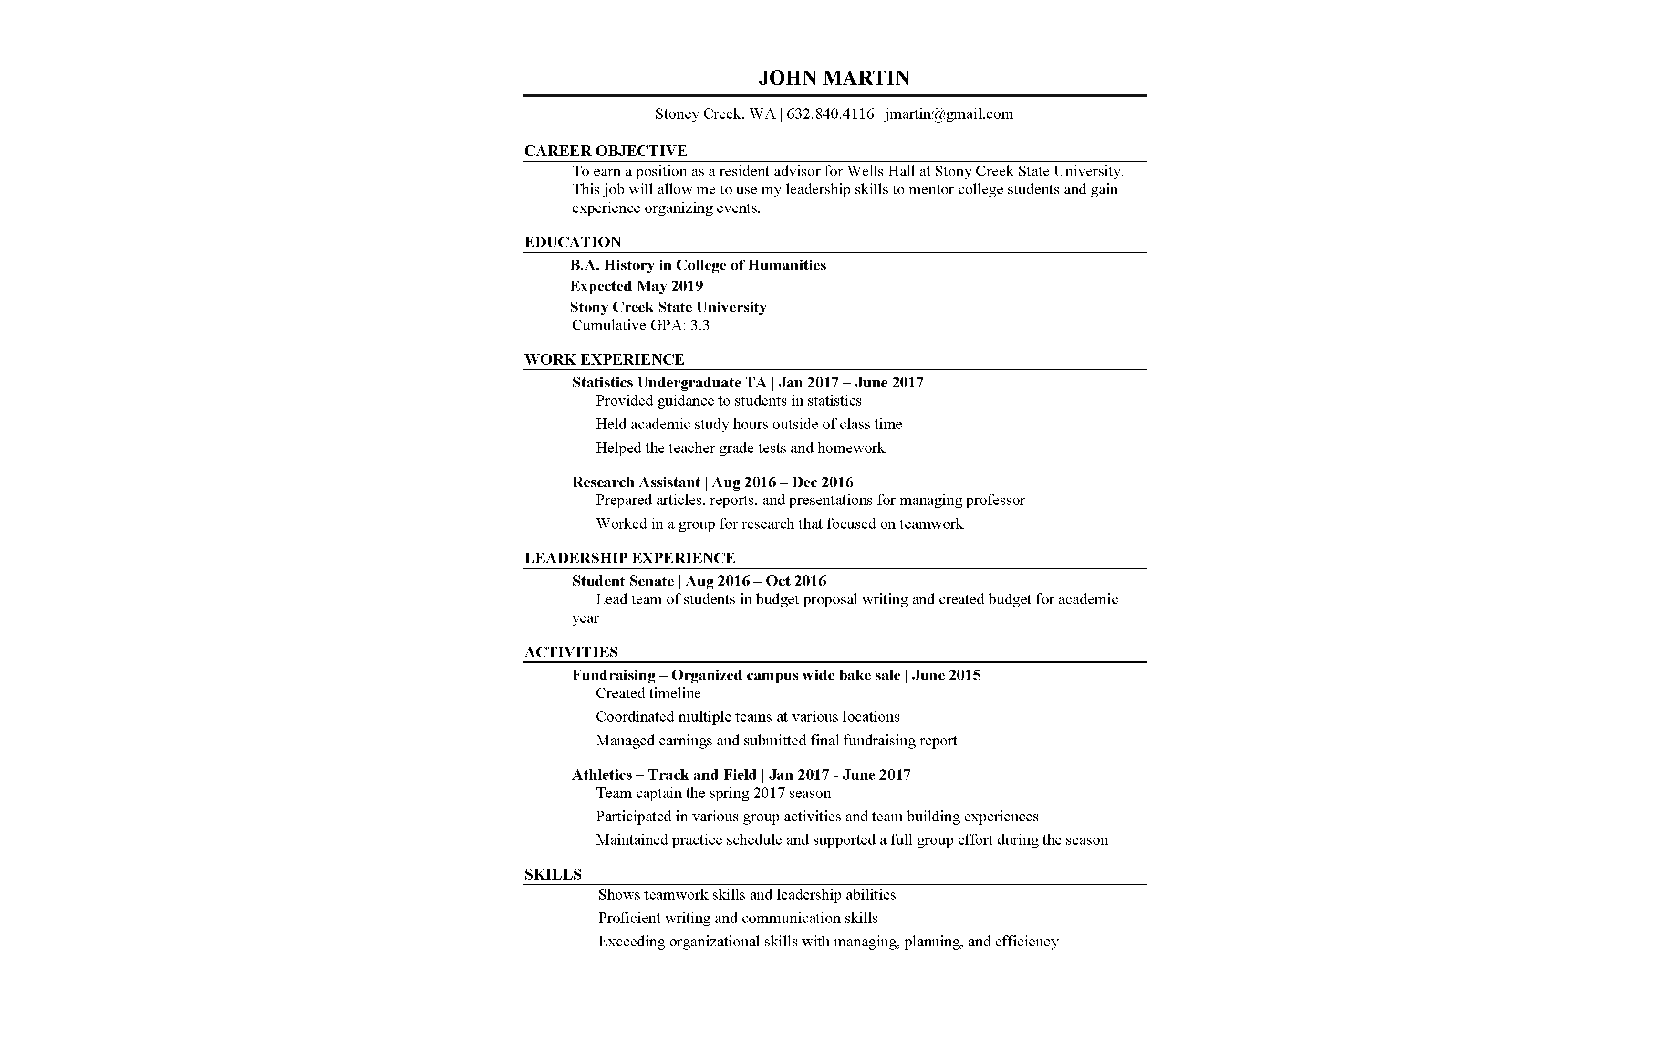 JOHN MARTIN
Stoney Creek, WA | 632.840.4116 | jmartin@gmail.com
CAREER OBJECTIVE
To earn a position as a resident advisor for Wells Hall at Stony Creek State University.
This job will allow me to use my leadership skills to mentor college students and gain
experience organizing events.
EDUCATION
B.A. History in College of Humanities
Expected May 2019
Stony Creek State University
Cumulative GPA: 3.3
WORK EXPERIENCE
Statistics Undergraduate TA | Jan 2017 – June 2017
Provided guidance to students in statistics
Held academic study hours outside of class time
Helped the teacher grade tests and homework
Research Assistant | Aug 2016 – Dec 2016
Prepared articles, reports, and presentations for managing professor
Worked in a group for research that focused on teamwork
LEADERSHIP EXPERIENCE
Student Senate | Aug 2016 – Oct 2016
Lead team of students in budget proposal writing and created budget for academic
year
ACTIVITIES
Fundraising – Organized campus wide bake sale | June 2015
Created timeline
Coordinated multiple teams at various locations
Managed earnings and submitted final fundraising report
Athletics – Track and Field | Jan 2017 - June 2017
Team captain the spring 2017 season
Participated in various group activities and team building experiences
Maintained practice schedule and supported a full group effort during the season
SKILLS
Shows teamwork skills and leadership abilities
Proficient writing and communication skills
Exceeding organizational skills with managing, planning, and efficiency